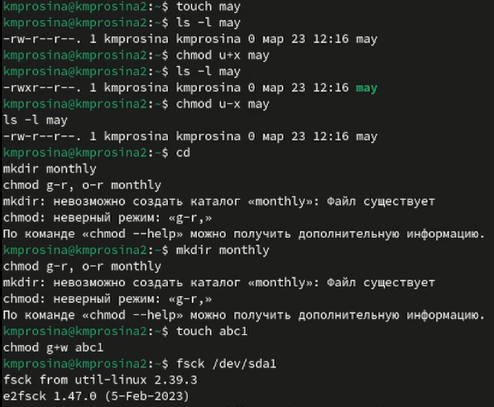 kmprosina@kmprosina2:~$ touch may
kmprosina@kmprosina2:~$ ls -l may
-rw-r--r--. 1 kmprosina kmprosina 0 мар 23 12:16 may
kmprosina@kmprosina2:~$ chmod u+x may
kmprosina@kmprosina2:~$ ls -l may
-rwxr--r--. 1 kmprosina kmprosina 0 мар 23 12:16 may
kmprosina@kmprosina2:~$ chmod u-x may
ls -l may
-rw-r--r--. 1 kmprosina kmprosina 0 мар 23 12:16 may
kmprosina@kmprosina2:~$ cd
mkdir monthly
chmod g-r, o-r monthly
mkdir: невозможно создать каталог «monthly»: Файл существует
chmod: неверный режим: «g-r,»
По команде «chmod --help» можно получить дополнительную информацию.
kmprosina@kmprosina2:~$ mkdir monthly
chmod g-r, o-r monthly
mkdir: невозможно создать каталог «monthly»: Файл существует
chmod: неверный режим: «g-r,»
По команде «chmod --help» можно получить дополнительную информацию.
kmprosina@kmprosina2:~$ touch abc1
chmod g+w abc1
kmprosina@kmprosina2:~$ fsck /dev/sda1
fsck from util-linux 2.39.3
e2fsck 1.47.0 (5-Feb-2023)